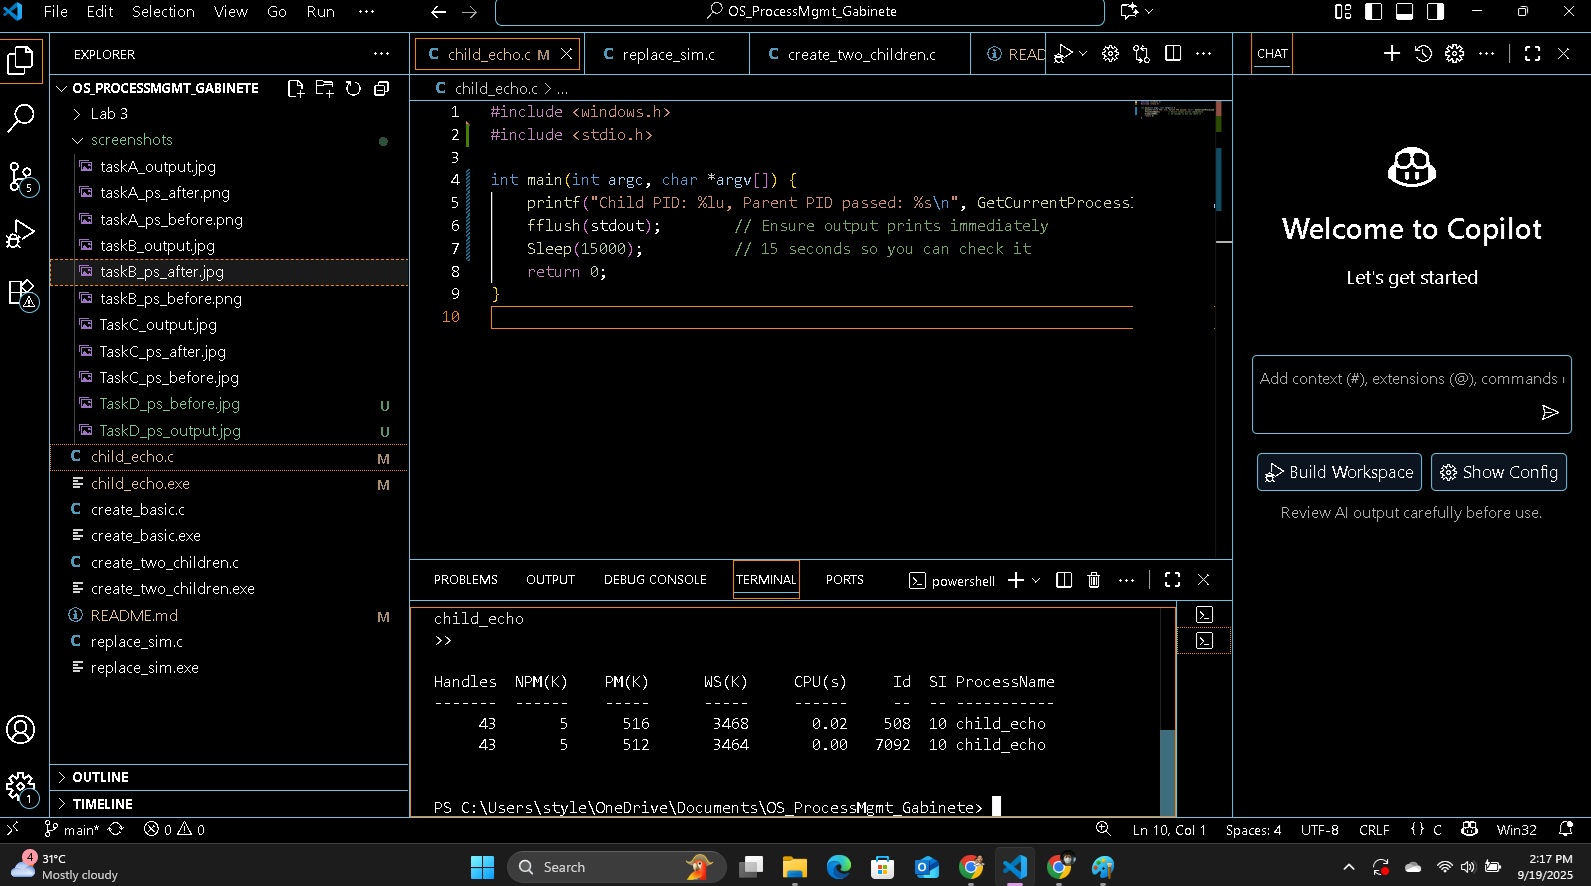 File Edit Selection View Go Run ···
OS_ProcessMgmt_Gabinete
EXPLORER
OS_PROCESSMGMT_GABINETE
Lab 3
screenshots
taskA_output.jpg
taskA_ps_after.png
taskA_ps_before.png
taskB_output.jpg
taskB_ps_after.jpg
taskB_ps_before.png
TaskC_output.jpg
TaskC_ps_after.jpg
TaskC_ps_before.jpg
TaskD_ps_before.jpg U
TaskD_ps_output.jpg U
child_echo.c M
child_echo.exe M
create_basic.c
create_basic.exe
create_two_children.c
create_two_children.exe
README.md M
replace_sim.c
replace_sim.exe
OUTLINE
TIMELINE
5
1
C child_echo.c M
C replace_sim.c
C create_two_children.c
READ
C child_echo.c > ...
1 #include <windows.h>
2 #include <stdio.h>
3
4 int main(int argc, char *argv[]) {
5 printf("Child PID: %lu, Parent PID passed: %s\n", GetCurrentProcessI
6 fflush(stdout); // Ensure output prints immediately
7 Sleep(15000); // 15 seconds so you can check it
8 return 0;
9 }
10
PROBLEMS OUTPUT DEBUG CONSOLE TERMINAL PORTS
powershell
child_echo
>>
Handles NPM(K) PM(K) WS(K) CPU(s) Id SI ProcessName
------- ------ ----- ----- ------ -- -- -----------
43 5 516 3468 0.02 508 10 child_echo
43 5 512 3464 0.00 7092 10 child_echo
PS C:\Users\style\OneDrive\Documents\OS_ProcessMgmt_Gabinete>
CHAT
Welcome to Copilot
Let's get started
Add context (#), extensions (@), commands
Build Workspace
Show Config
Review AI output carefully before use.
main* 0 0
Ln 10, Col 1 Spaces: 4 UTF-8 CRLF {} C Win32
4
31°C
Mostly cloudy
Search
2:17 PM
9/19/2025